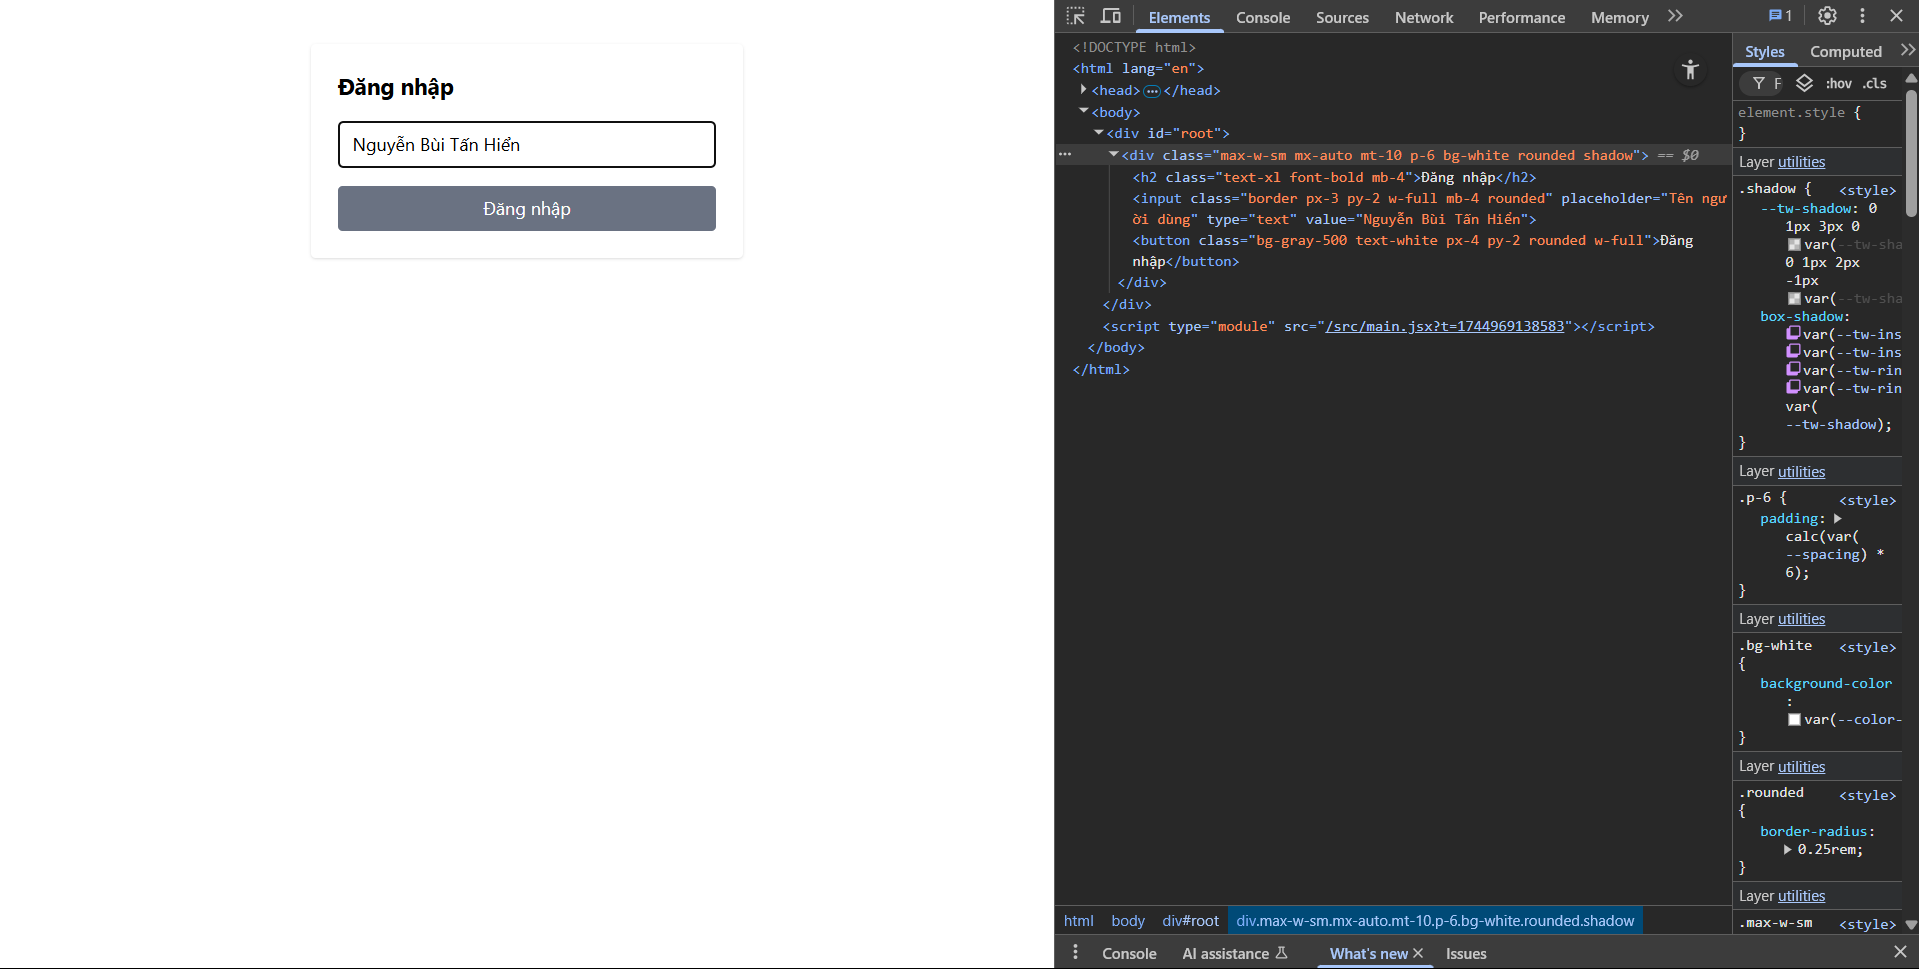 Đăng nhập
Nguyễn Bùi Tấn Hiển
Đăng nhập
Elements Console Sources Network Performance Memory 1
<!DOCTYPE html>
<html lang="en">
<head> </head>
<body>
<div id="root">
<div class="max-w-sm mx-auto mt-10 p-6 bg-white rounded shadow"> == $0
<h2 class="text-xl font-bold mb-4">Đăng nhập</h2>
<input class="border px-3 py-2 w-full mb-4 rounded" placeholder="Tên ngư
ời dùng" type="text" value="Nguyễn Bùi Tấn Hiển">
<button class="bg-gray-500 text-white px-4 py-2 rounded w-full">Đăng
nhập</button>
</div>
</div>
<script type="module" src="/src/main.jsx?t=1744969138583"></script>
</body>
</html>
html body div#root div.max-w-sm.mx-auto.mt-10.p-6.bg-white.rounded.shadow
Styles Computed
F :hov .cls
element.style {
}
Layer utilities
.shadow { <style>
--tw-shadow: 0
1px 3px 0
var(--tw-sha
0 1px 2px
-1px
var(--tw-sha
box-shadow:
var(--tw-ins
var(--tw-ins
var(--tw-rin
var(--tw-rin
var(
--tw-shadow);
}
Layer utilities
.p-6 { <style>
padding:
calc(var(
--spacing) *
6);
}
Layer utilities
.bg-white <style>
{
background-color
:
var(--color-
}
Layer utilities
.rounded <style>
{
border-radius:
0.25rem;
}
Layer utilities
.max-w-sm <style>
Console AI assistance What's new Issues